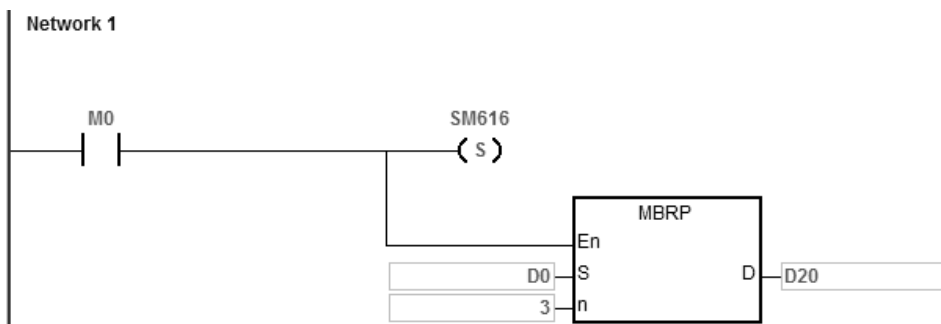 Network 1
M0
SM616
( S )
MBRP
En
D0 S D D20
3 n